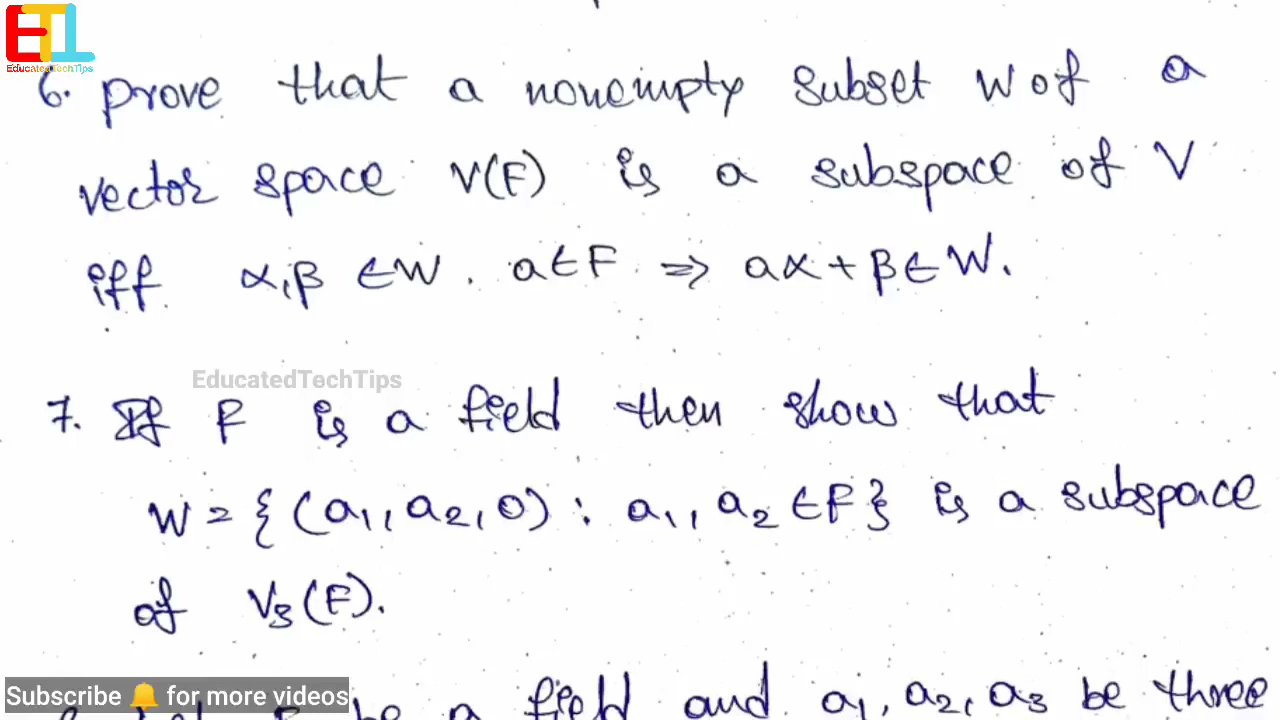 ETL
EducatedTechTips
6. prove that a nonempty subset W of a
vector space V(F) is a subspace of V
iff α, β ∈ W, a ∈ F ⇒ aα + β ∈ W.
EducatedTechTips
7. If F is a field then show that
W = {(a₁, a₂, 0) : a₁, a₂ ∈ F} is a subspace
of V₃(F).
be a field and a₁, a₂, a₃ be three
Subscribe 🔔 for more videos